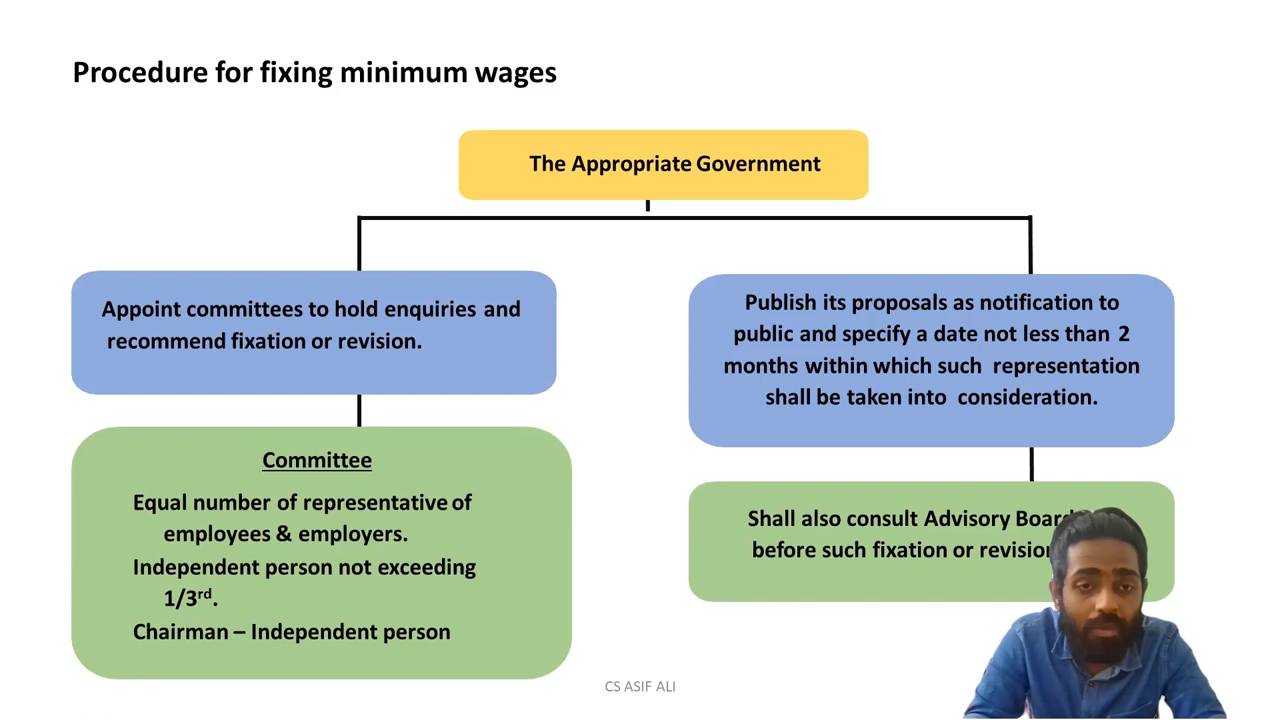 Procedure for fixing minimum wages
The Appropriate Government
Appoint committees to hold enquiries and
recommend fixation or revision.
Committee
Equal number of representative of
employees & employers.
Independent person not exceeding
1/3rd.
Chairman – Independent person
Publish its proposals as notification to
public and specify a date not less than 2
months within which such representation
shall be taken into consideration.
Shall also consult Advisory Board
before such fixation or revision
CS ASIF ALI